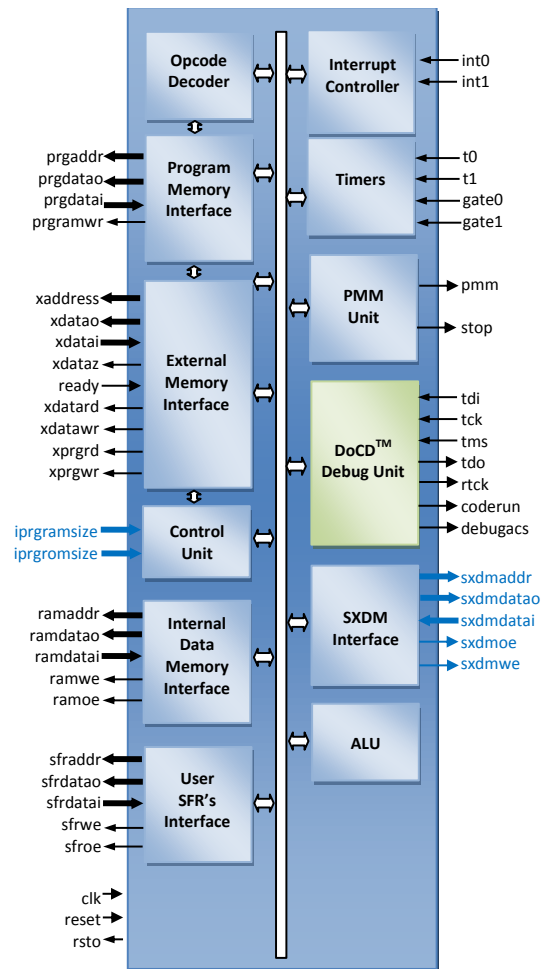 Opcode
Decoder
Interrupt
Controller
int0
int1
prgaddr
prgdatao
prgdatai
prgramwr
Program
Memory
Interface
Timers
t0
t1
gate0
gate1
xaddress
xdatao
xdatai
xdataz
ready
xdatard
xdatawr
xprgrd
xprgwr
External
Memory
Interface
PMM
Unit
pmm
stop
DoCD™
Debug Unit
tdi
tck
tms
tdo
rtck
coderun
debugacs
iprgramsize
iprgromsize
Control
Unit
ramaddr
ramdatao
ramdatai
ramwe
ramoe
Internal
Data
Memory
Interface
SXDM
Interface
sxdmaddr
sxdmdatao
sxdmdatai
sxdmoe
sxdmwe
ALU
sfraddr
sfrdatao
sfrdatai
sfrwe
sfroe
User
SFR's
Interface
clk
reset
rsto